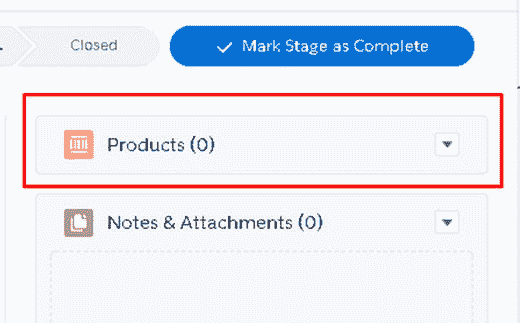 Closed
Mark Stage as Complete
Products (0)
Notes & Attachments (0)